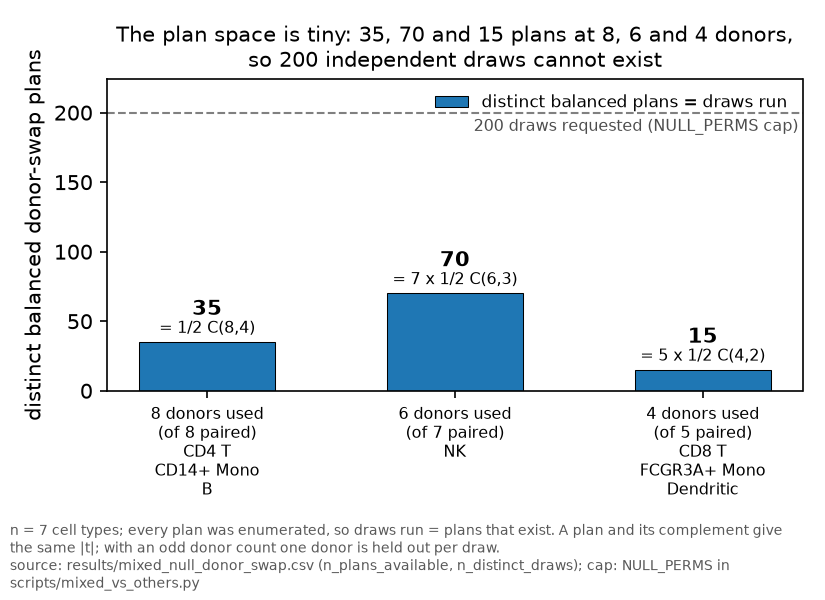 The plan space is tiny: 35, 70 and 15 plans at 8, 6 and 4 donors,
so 200 independent draws cannot exist
distinct balanced donor-swap plans
200
150
100
50
0
distinct balanced plans = draws run
200 draws requested (NULL_PERMS cap)
35
= 1/2 C(8,4)
70
= 7 x 1/2 C(6,3)
15
= 5 x 1/2 C(4,2)
8 donors used
(of 8 paired)
CD4 T
CD14+ Mono
B
6 donors used
(of 7 paired)
NK
4 donors used
(of 5 paired)
CD8 T
FCGR3A+ Mono
Dendritic
n = 7 cell types; every plan was enumerated, so draws run = plans that exist. A plan and its complement give
the same |t|; with an odd donor count one donor is held out per draw.
source: results/mixed_null_donor_swap.csv (n_plans_available, n_distinct_draws); cap: NULL_PERMS in
scripts/mixed_vs_others.py